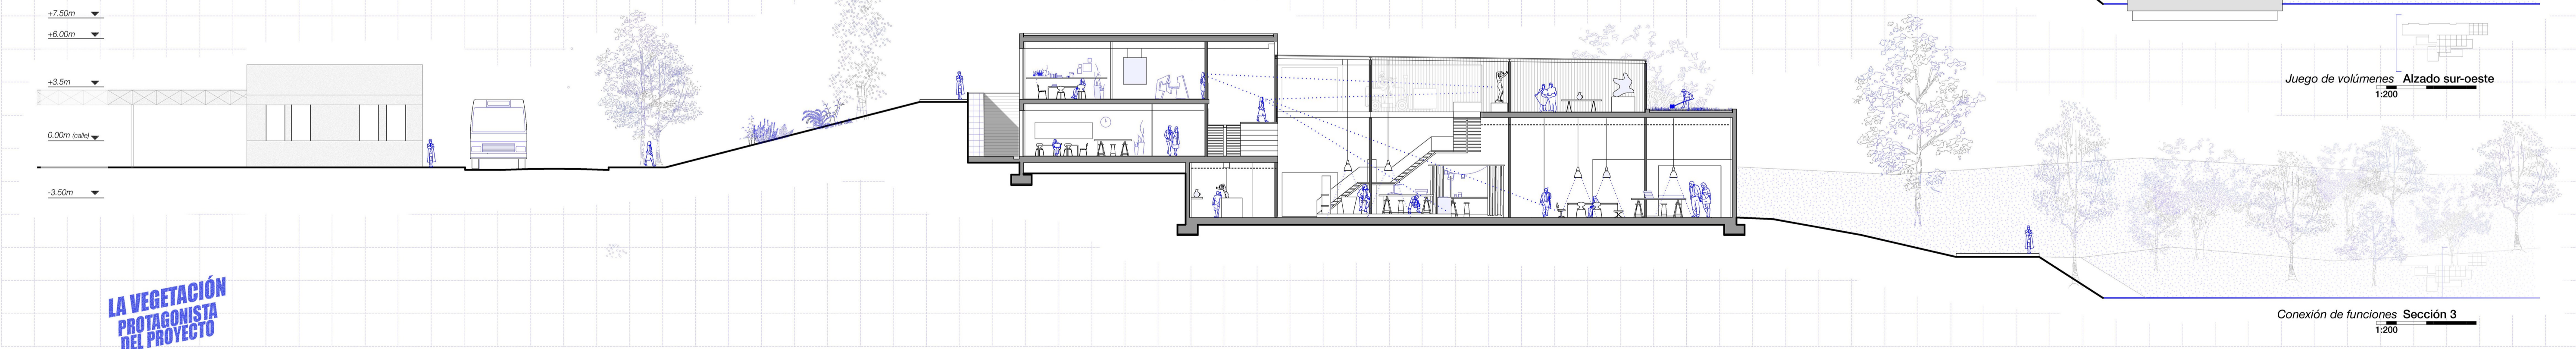 +7.50m
+6.00m
+3.5m
0.00m (calle)
-3.50m
LA VEGETACIÓN
PROTAGONISTA
DEL PROYECTO
Juego de volúmenes Alzado sur-oeste
1:200
Conexión de funciones Sección 3
1:200